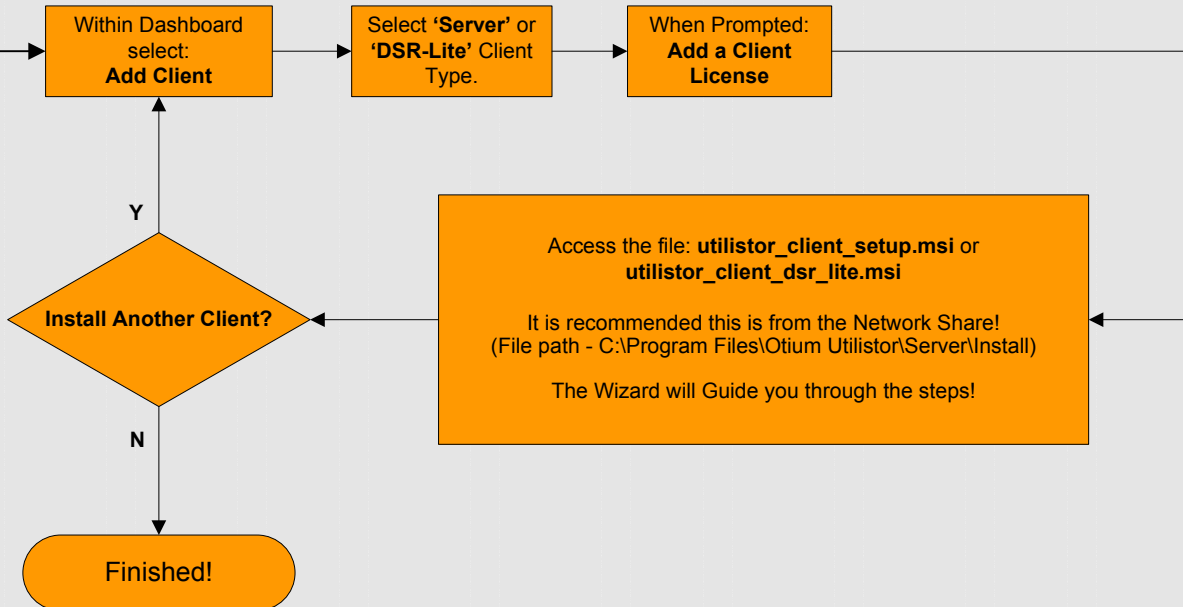 Within Dashboard
select:
Add Client
Select ‘Server’ or
‘DSR-Lite’ Client
Type.
When Prompted:
Add a Client
License
Access the file: utilistor_client_setup.msi or
utilistor_client_dsr_lite.msi
It is recommended this is from the Network Share!
(File path - C:\Program Files\Otium Utilistor\Server\Install)
The Wizard will Guide you through the steps!
Y
Install Another Client?
N
Finished!